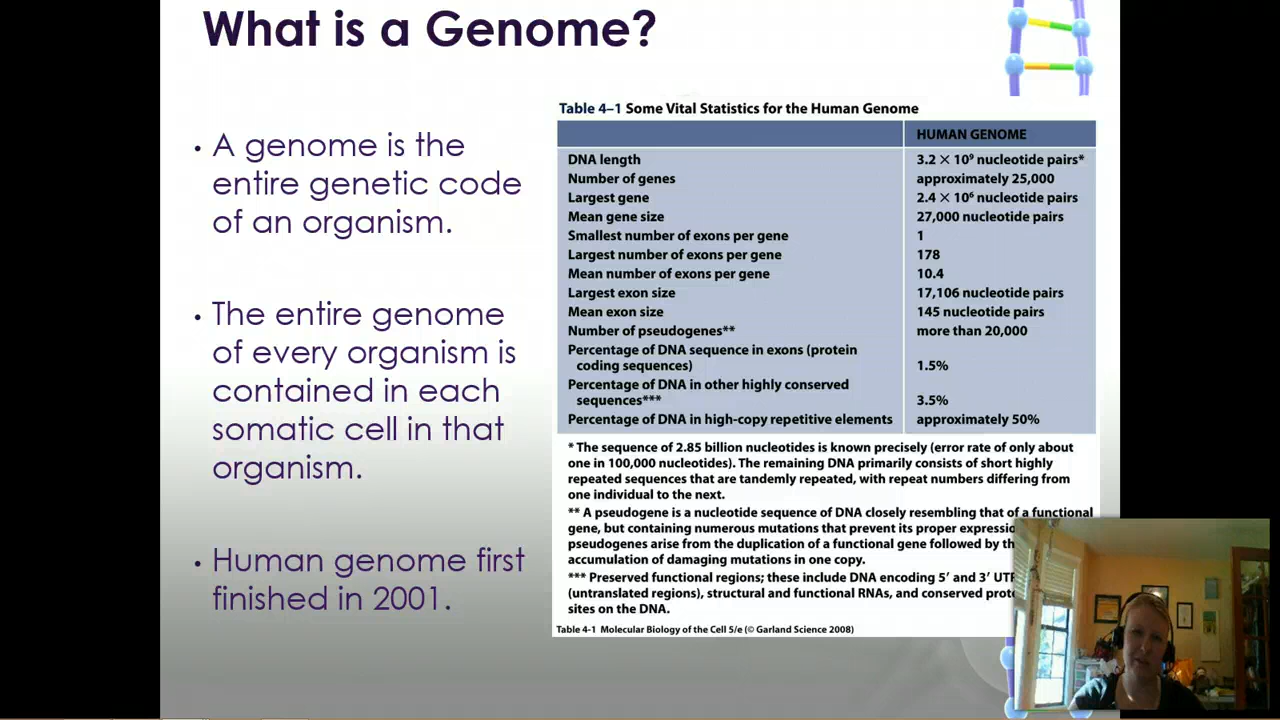 What is a Genome?
• A genome is the
entire genetic code
of an organism.
• The entire genome
of every organism is
contained in each
somatic cell in that
organism.
• Human genome first
finished in 2001.
Table 4–1 Some Vital Statistics for the Human Genome
HUMAN GENOME
DNA length 3.2 × 10⁹ nucleotide pairs*
Number of genes approximately 25,000
Largest gene 2.4 × 10⁶ nucleotide pairs
Mean gene size 27,000 nucleotide pairs
Smallest number of exons per gene 1
Largest number of exons per gene 178
Mean number of exons per gene 10.4
Largest exon size 17,106 nucleotide pairs
Mean exon size 145 nucleotide pairs
Number of pseudogenes** more than 20,000
Percentage of DNA sequence in exons (protein
coding sequences) 1.5%
Percentage of DNA in other highly conserved
sequences*** 3.5%
Percentage of DNA in high-copy repetitive elements approximately 50%
* The sequence of 2.85 billion nucleotides is known precisely (error rate of only about
one in 100,000 nucleotides). The remaining DNA primarily consists of short highly
repeated sequences that are tandemly repeated, with repeat numbers differing from
one individual to the next.
** A pseudogene is a nucleotide sequence of DNA closely resembling that of a functional
gene, but containing numerous mutations that prevent its proper
pseudogenes arise from the duplication of a functional gene followed by
accumulation of damaging mutations in one copy.
*** Preserved functional regions; these include DNA encoding 5′ and 3′
(untranslated regions), structural and functional RNAs, and conserved
sites on the DNA.
Table 4-1 Molecular Biology of the Cell 5/e (© Garland Science 2008)